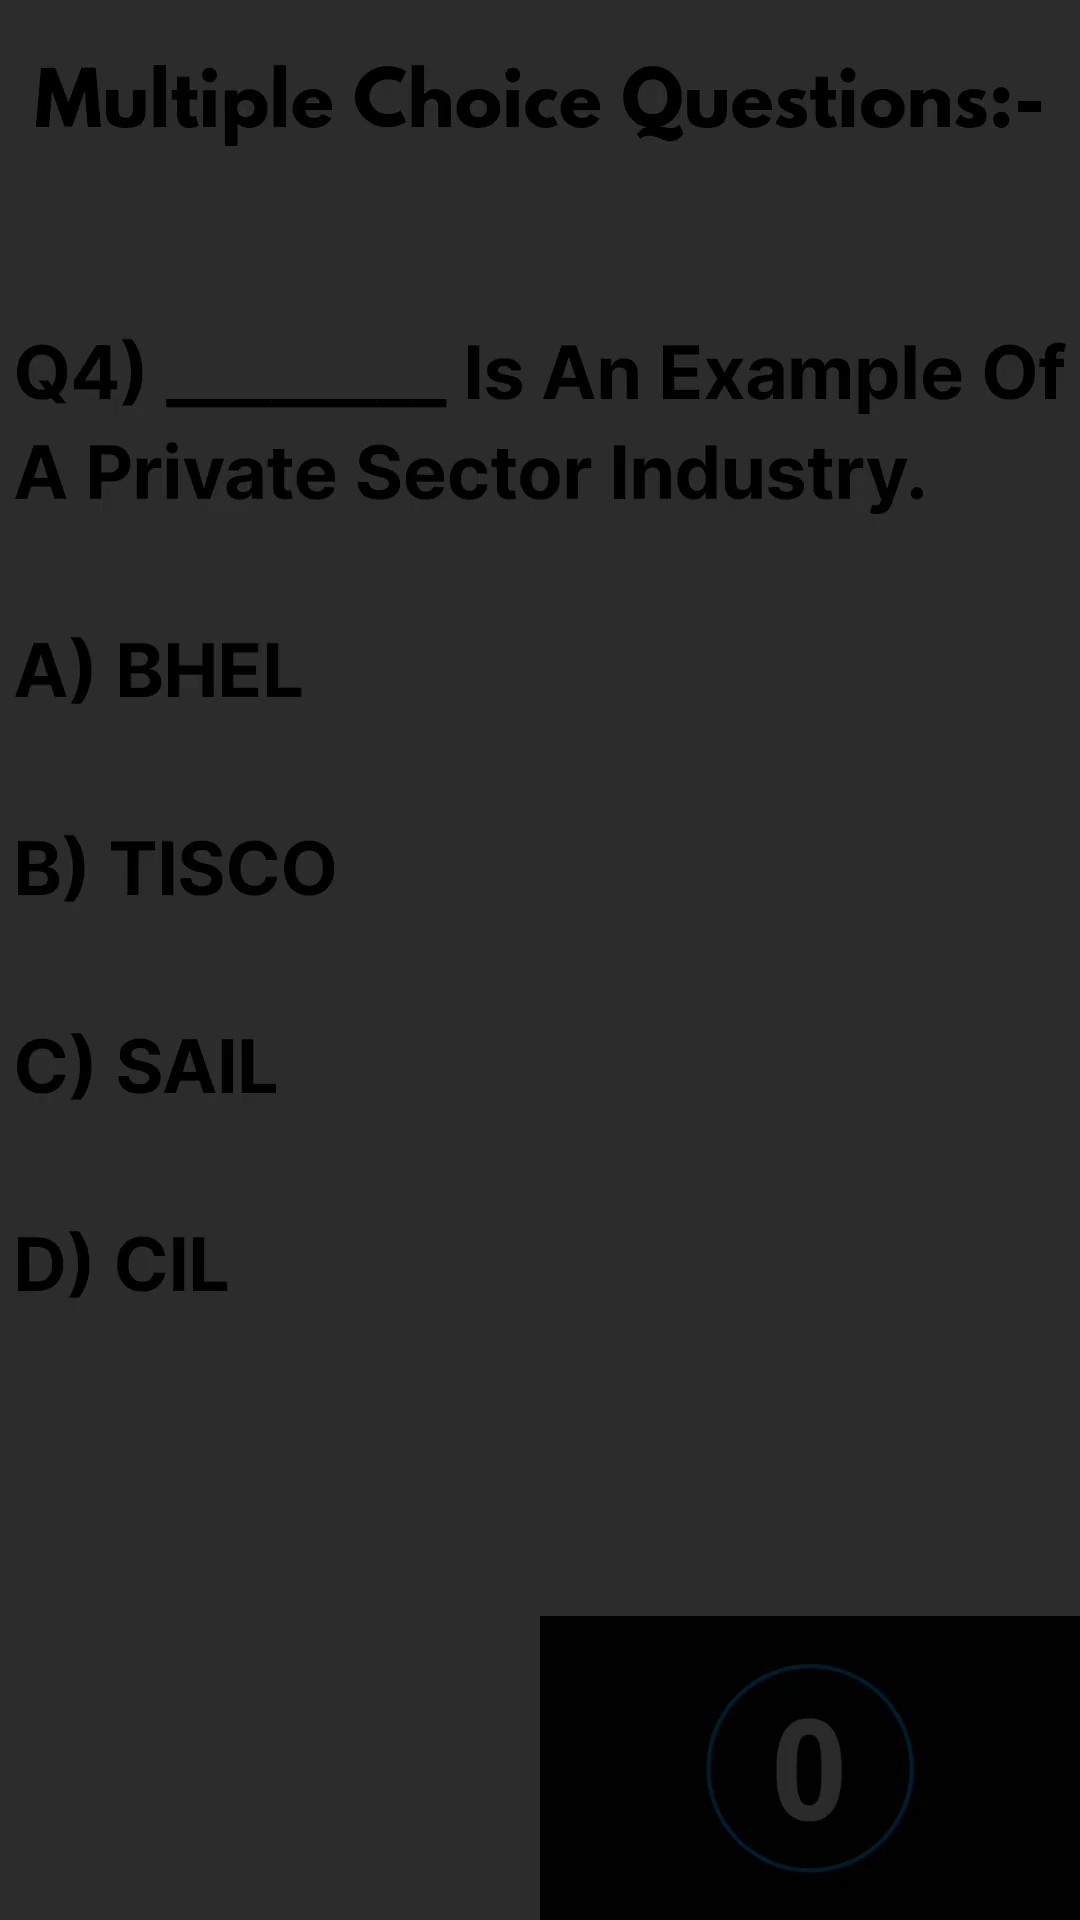 Multiple Choice Questions:-
Q4) ________ Is An Example Of
A Private Sector Industry.
A) BHEL
B) TISCO
C) SAIL
D) CIL
0